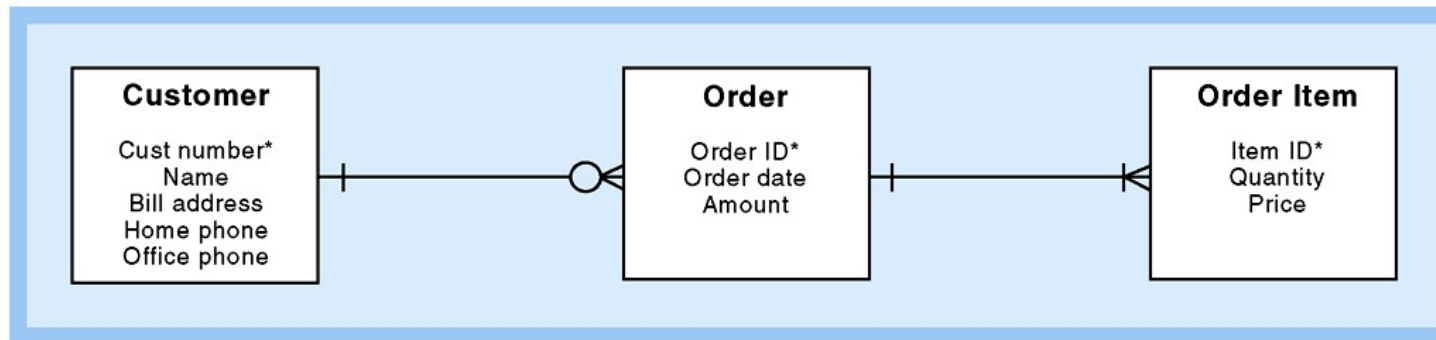 Customer
Cust number*
Name
Bill address
Home phone
Office phone
Order
Order ID*
Order date
Amount
Order Item
Item ID*
Quantity
Price